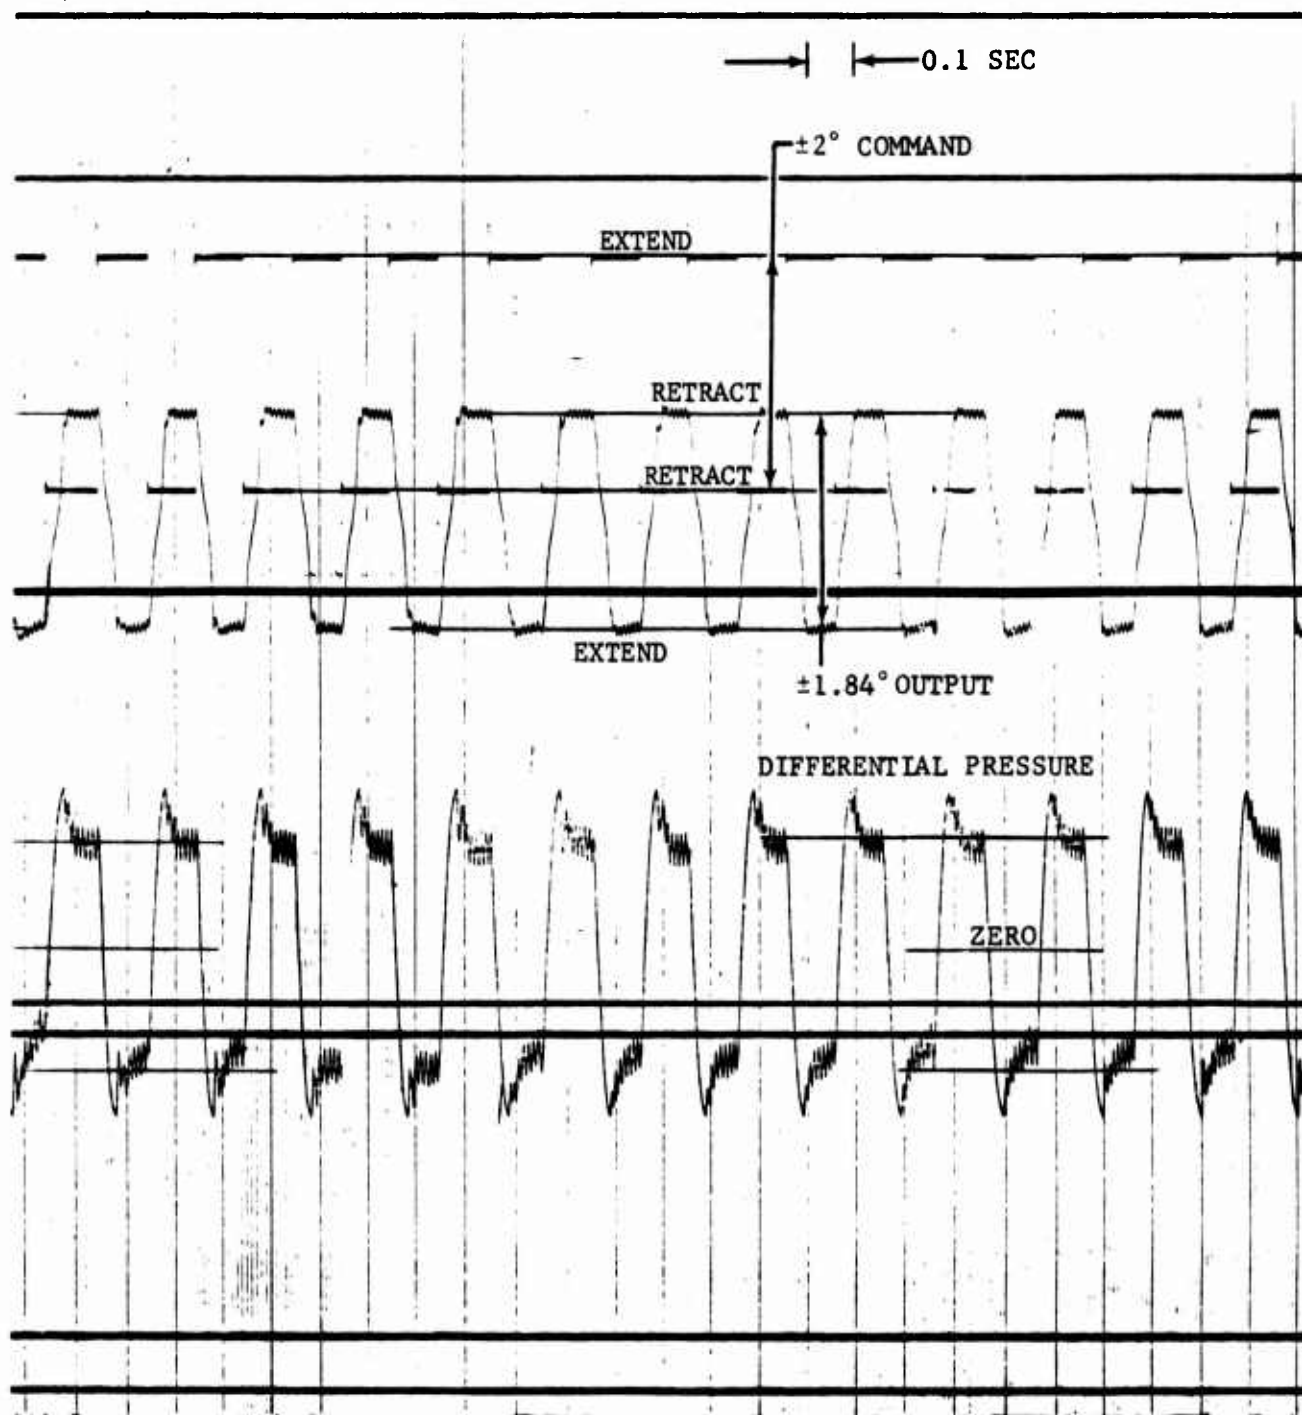 0.1 SEC
±2° COMMAND
EXTEND
RETRACT
RETRACT
EXTEND
±1.84° OUTPUT
DIFFERENTIAL PRESSURE
ZERO